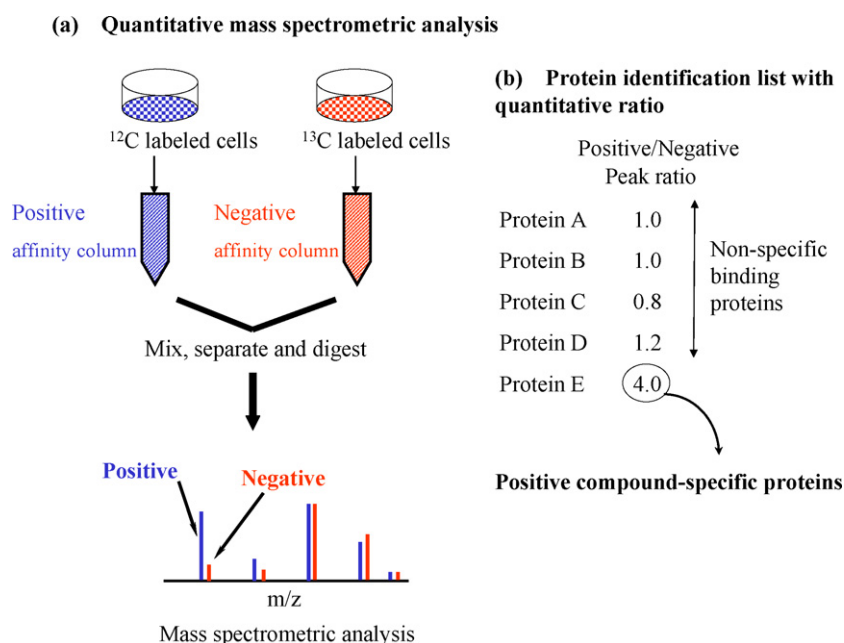 (a) Quantitative mass spectrometric analysis
¹²C labeled cells
¹³C labeled cells
Positive
affinity column
Negative
affinity column
Mix, separate and digest
Positive
Negative
m/z
Mass spectrometric analysis
(b) Protein identification list with
quantitative ratio
Positive/Negative
Peak ratio
Protein A 1.0
Protein B 1.0
Protein C 0.8
Protein D 1.2
Protein E 4.0
Non-specific
binding
proteins
Positive compound-specific proteins